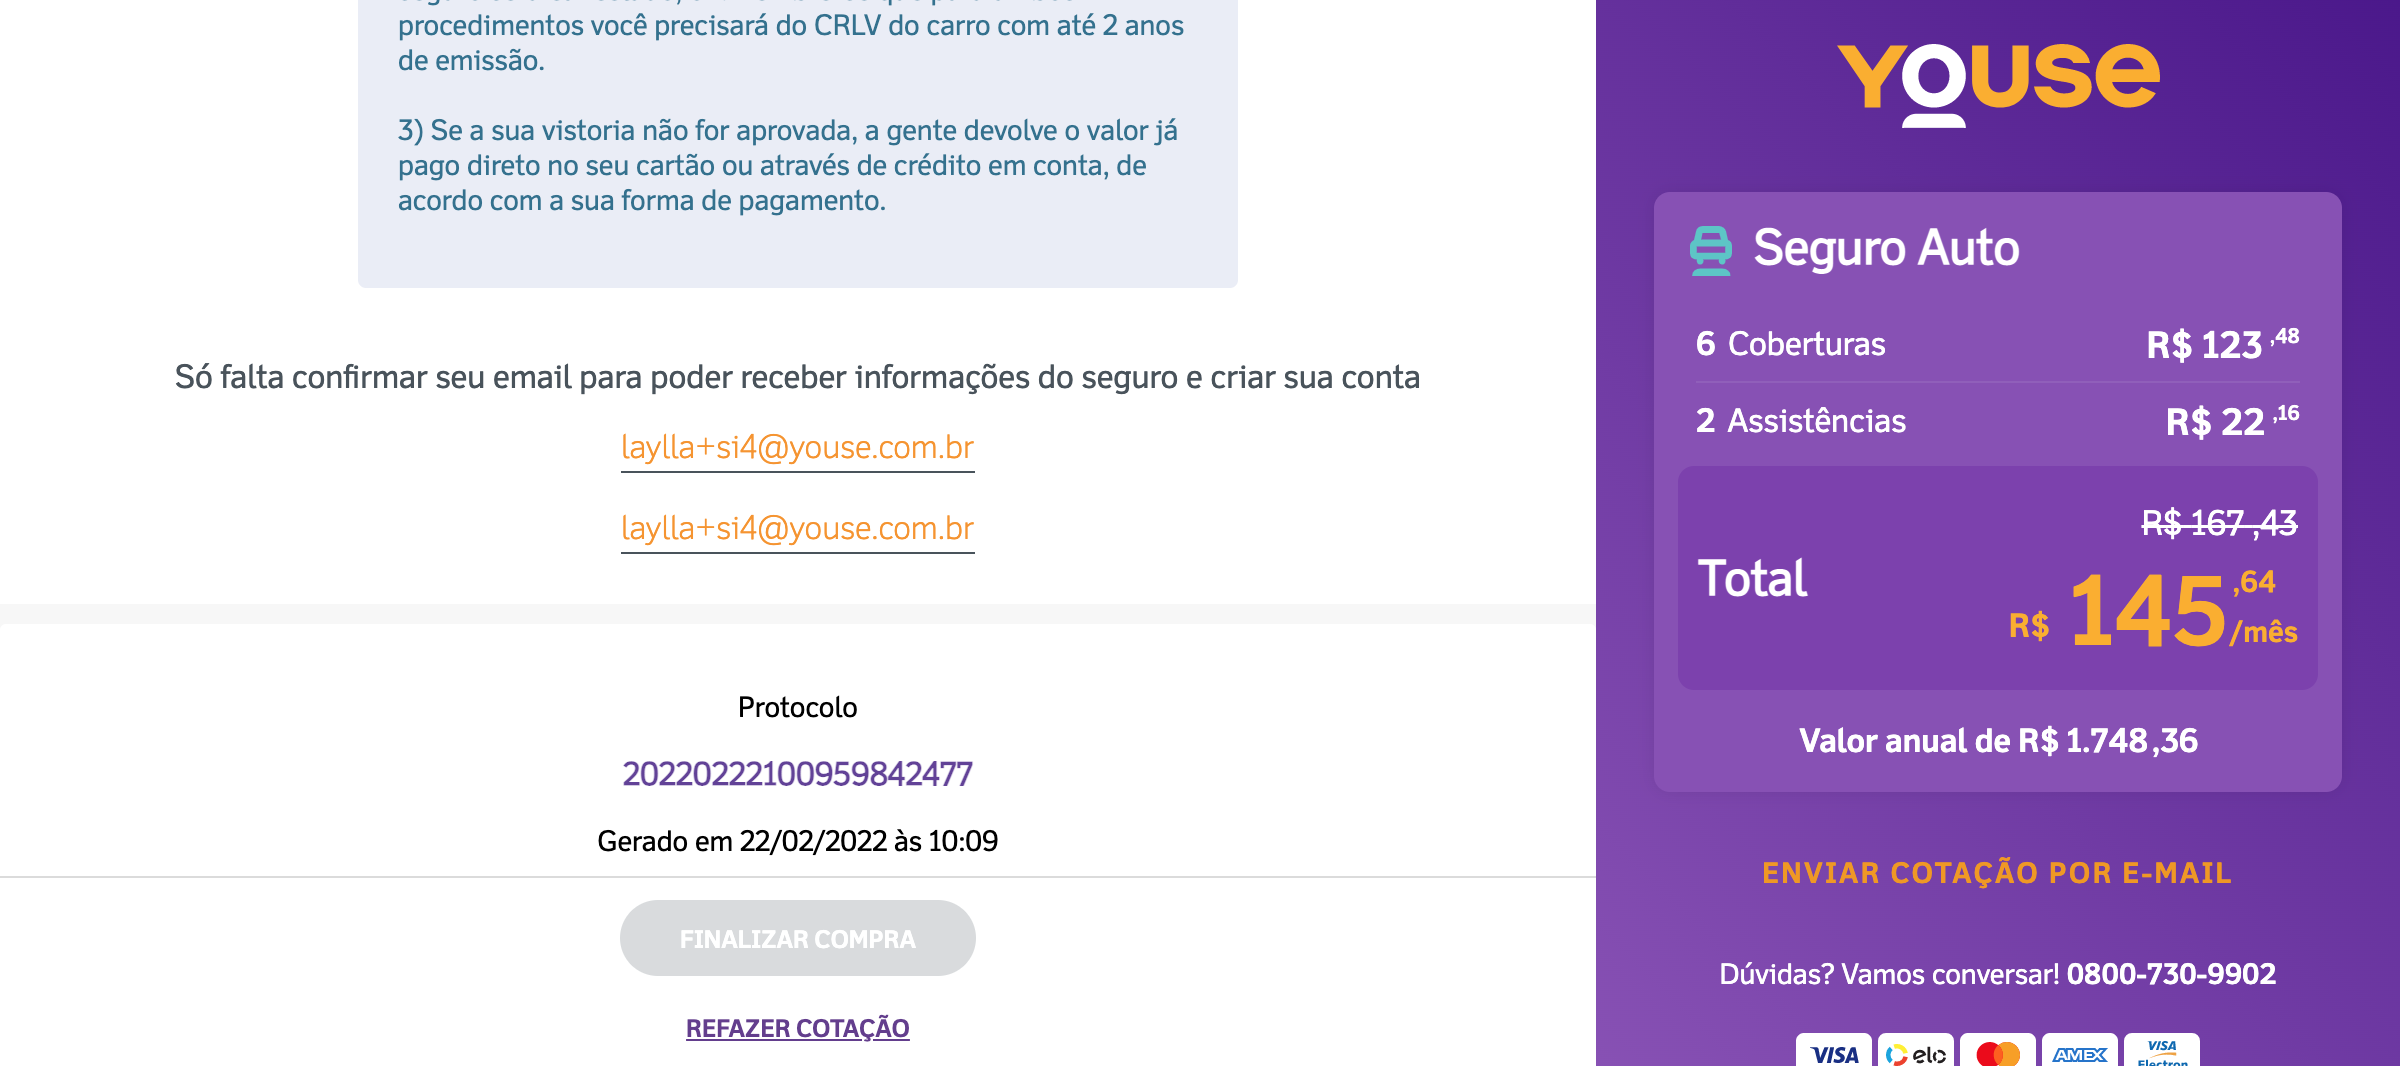 procedimentos você precisará do CRLV do carro com até 2 anos
de emissão.
3) Se a sua vistoria não for aprovada, a gente devolve o valor já
pago direto no seu cartão ou através de crédito em conta, de
acordo com a sua forma de pagamento.
Só falta confirmar seu email para poder receber informações do seguro e criar sua conta
laylla+si4@youse.com.br
laylla+si4@youse.com.br
Protocolo
20220222100959842477
Gerado em 22/02/2022 às 10:09
FINALIZAR COMPRA
REFAZER COTAÇÃO
YOUSE
Seguro Auto
6 Coberturas R$ 123 ,48
2 Assistências R$ 22 ,16
R$ 167 ,43
Total R$ 145 ,64 /mês
Valor anual de R$ 1.748 ,36
ENVIAR COTAÇÃO POR E-MAIL
Dúvidas? Vamos conversar! 0800-730-9902
VISA elo AMEX VISA Electron